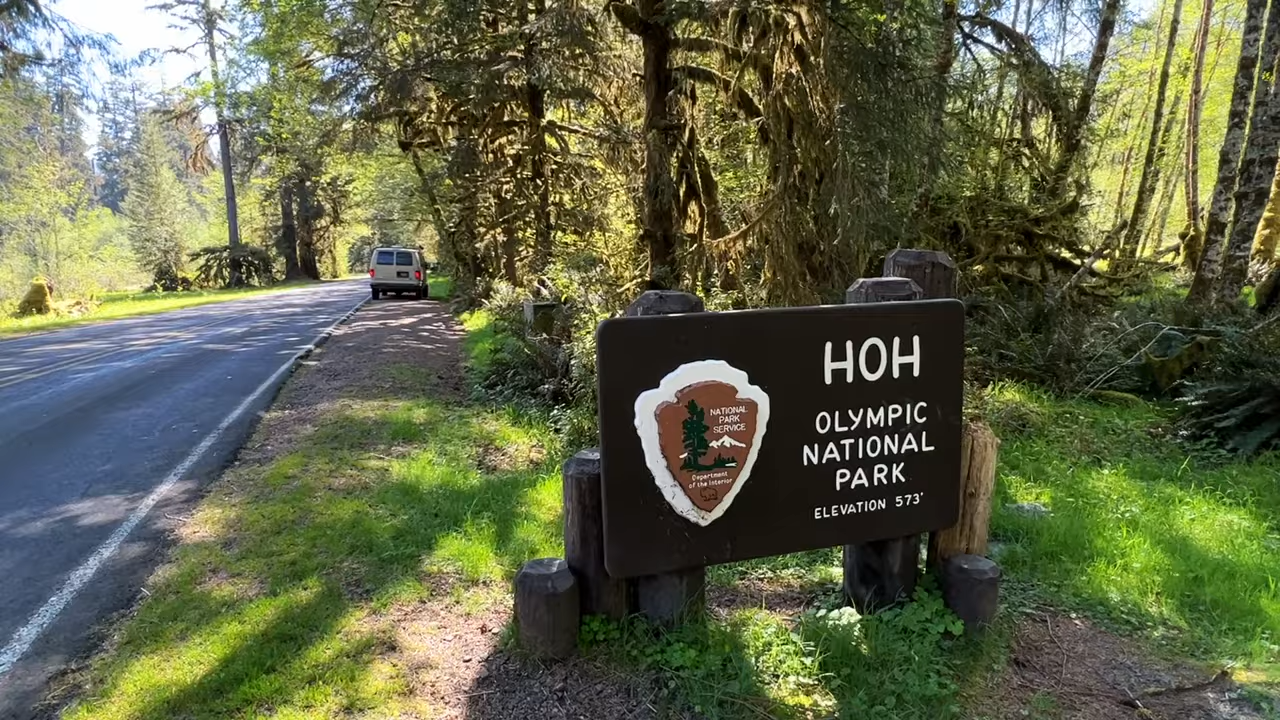 HOH
OLYMPIC
NATIONAL
PARK
ELEVATION 573'
NATIONAL
PARK
SERVICE
Department
of the Interior